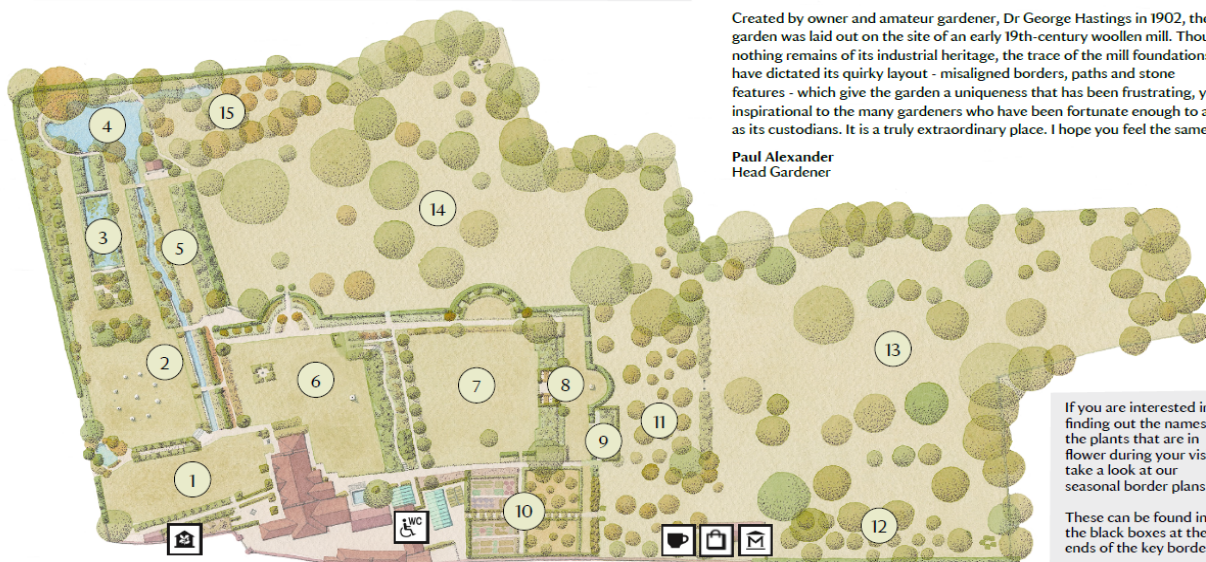 Created by owner and amateur gardener, Dr George Hastings in 1902, the
garden was laid out on the site of an early 19th-century woollen mill.
nothing remains of its industrial heritage, the trace of the mill
have dictated its quirky layout - misaligned borders, paths and stone
features - which give the garden a uniqueness that has been frustrating,
inspirational to the many gardeners who have been fortunate enough to
as its custodians. It is a truly extraordinary place. I hope you feel the same
Paul Alexander
Head Gardener
4
15
14
3
5
2
6
7
8
13
11
9
1
10
12
WC
If you are interested
finding out the names
the plants that are in
flower during your
take a look at our
seasonal border plans
These can be found in
the black boxes at the
ends of the key